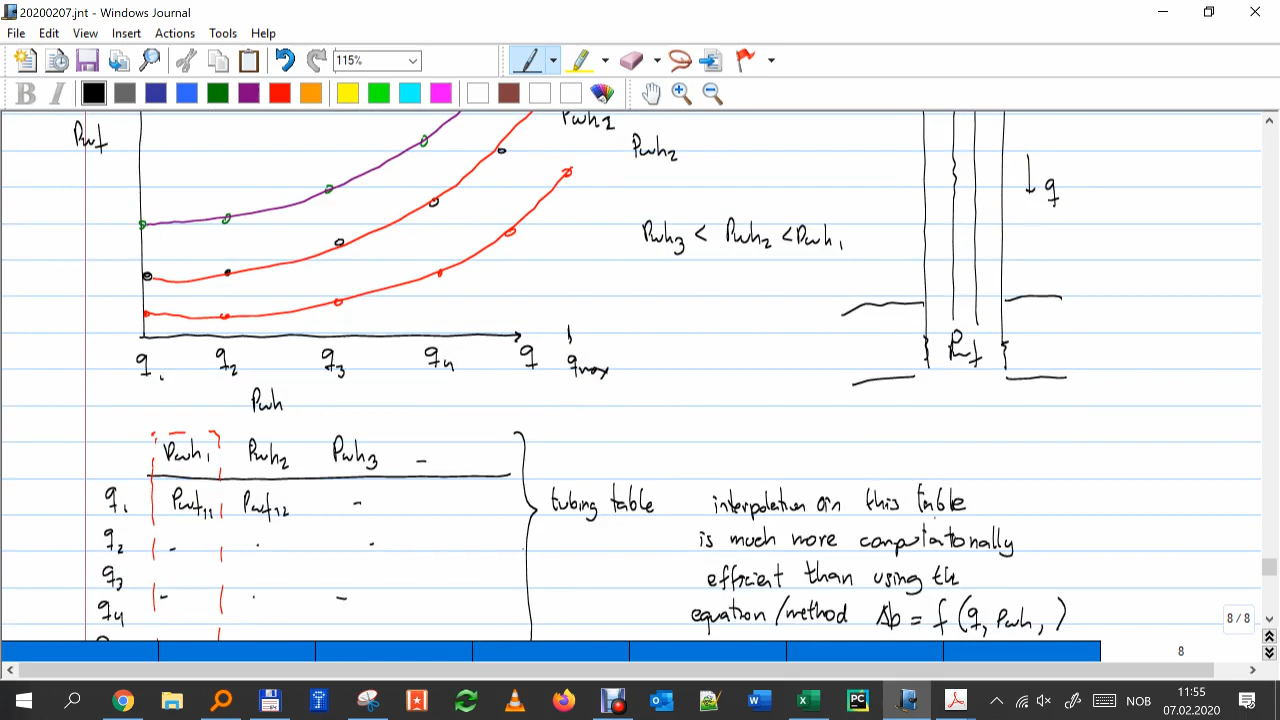 20200207.jnt - Windows Journal
File Edit View Insert Actions Tools Help
115%
B I
Pwf
Pwh2
Pwh2
q
Pwh3 < Pwh2 < Pwh1
q1 q2 q3 q4 q qmax
Pwf
Pwh
Pwh1 Pwh2 Pwh3 -
q1 Pwf11 Pwf12 -
tubing table
interpolation on this table
q2
is much more computationally
q3
efficient than using the
q4
equation/method Δp = f(q, Pwh, )
8 / 8
8
NOB
11:55
07.02.2020